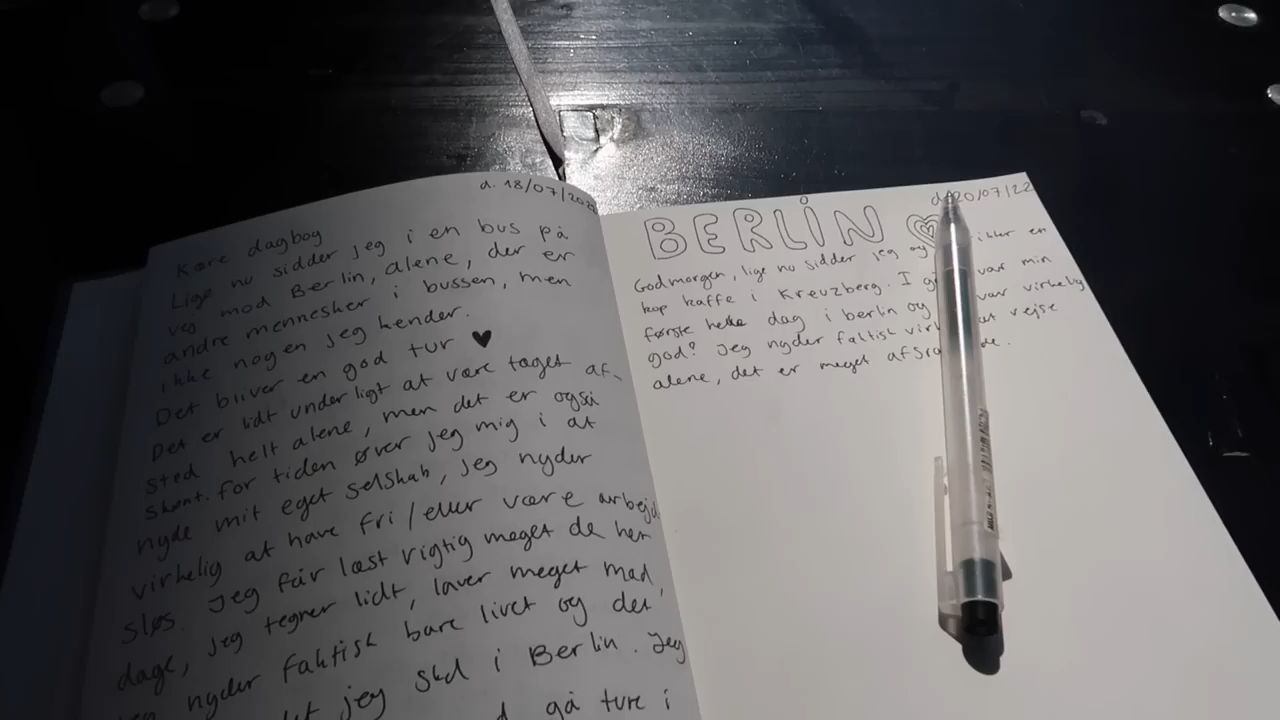 d. 18/07/202
Kære dagbog
Lige nu sidder jeg i en bus på
vej mod Berlin, alene, der er
andre mennesker i bussen, men
ikke nogen jeg kender.
Det bliver en god tur ♥
Det er lidt underligt at være taget af-
sted helt alene, men det er også
skønt. for tiden øver jeg mig i at
nyde mit eget selskab, jeg nyder
virkelig at have fri/eller være arbejd
sløs. Jeg får læst rigtig meget de her
dage, jeg tegner lidt, laver meget mad,
nyder faktisk bare livet og det,
jeg skal i Berlin. Jeg
gå ture i
d. 20/07/22
BERLIN
Godmorgen, lige nu sidder jeg og en
kop kaffe i Kreuzberg. I var min
første hele dag i berlin og var virkelig
god? Jeg nyder faktisk at rejse
alene, det er meget